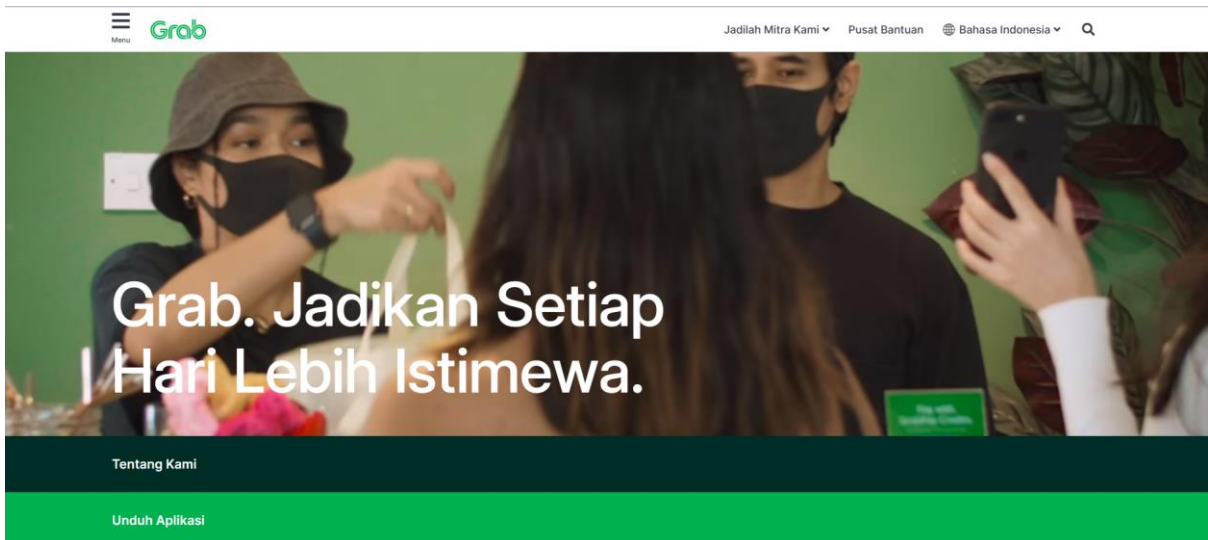 Menu
Grab
Jadilah Mitra Kami
Pusat Bantuan
Bahasa Indonesia
Grab. Jadikan Setiap
Hari Lebih Istimewa.
Tentang Kami
Unduh Aplikasi